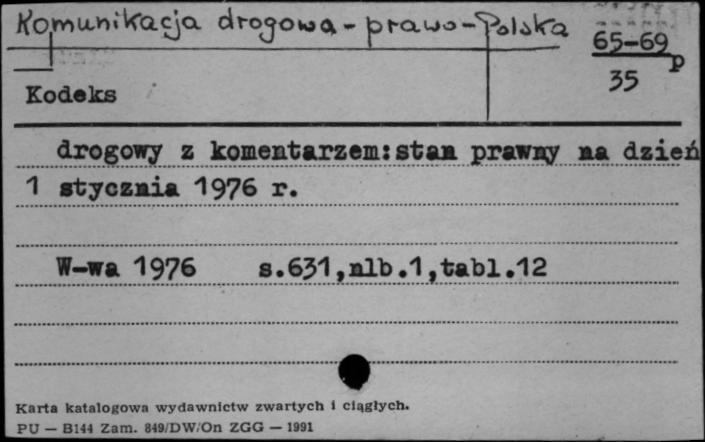 Komunikacja drogowa - prawo - Polska
65-69
p
35
Kodeks
drogowy z komentarzem:stan prawny na dzień
1 stycznia 1976 r.
W-wa 1976 s.631,nlb.1,tabl.12
Karta katalogowa wydawnictw zwartych i ciągłych.
PU — B144 Zam. 849/DW/On ZGG — 1991